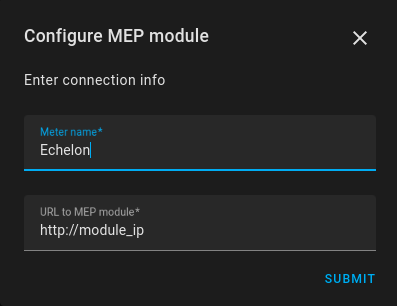 Configure MEP module
Enter connection info
Meter name*
Echelon
URL to MEP module*
http://module_ip
SUBMIT